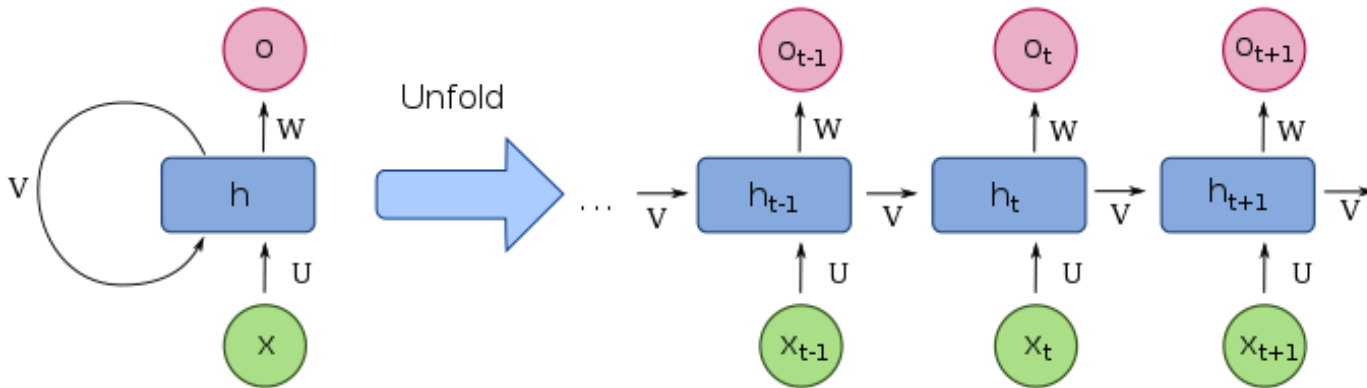 o
o_{t-1}
o_t
o_{t+1}
Unfold
W
W
W
W
V
h
...
V
h_{t-1}
V
h_t
V
h_{t+1}
V
U
U
U
U
x
x_{t-1}
x_t
x_{t+1}